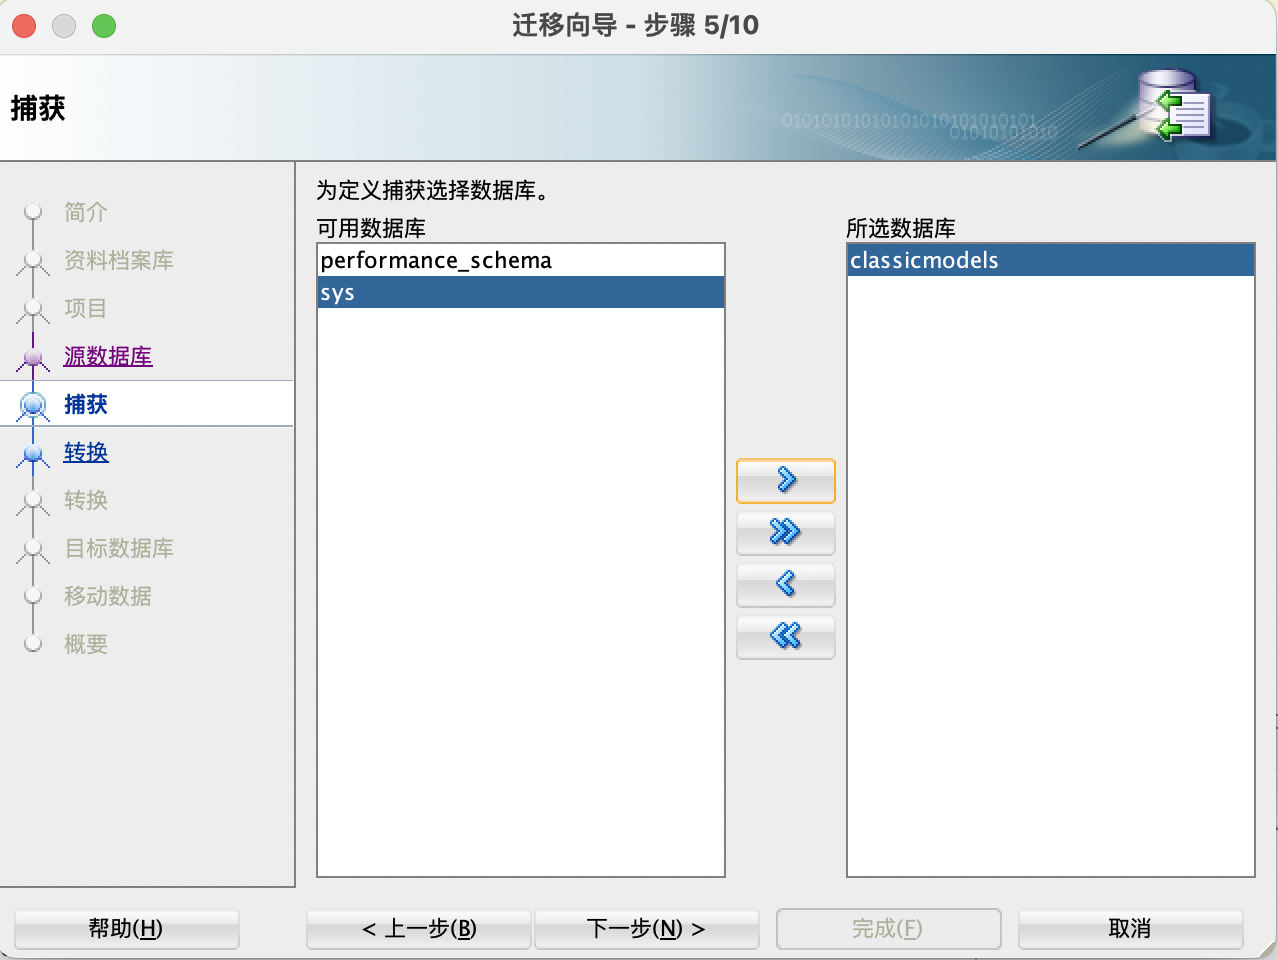 迁移向导 - 步骤 5/10
捕获
0101010101010101010101010101
01010101010
简介
资料档案库
项目
源数据库
捕获
转换
转换
目标数据库
移动数据
概要
为定义捕获选择数据库。
可用数据库
performance_schema
sys
所选数据库
classicmodels
帮助(H)
< 上一步(B)
下一步(N) >
完成(F)
取消